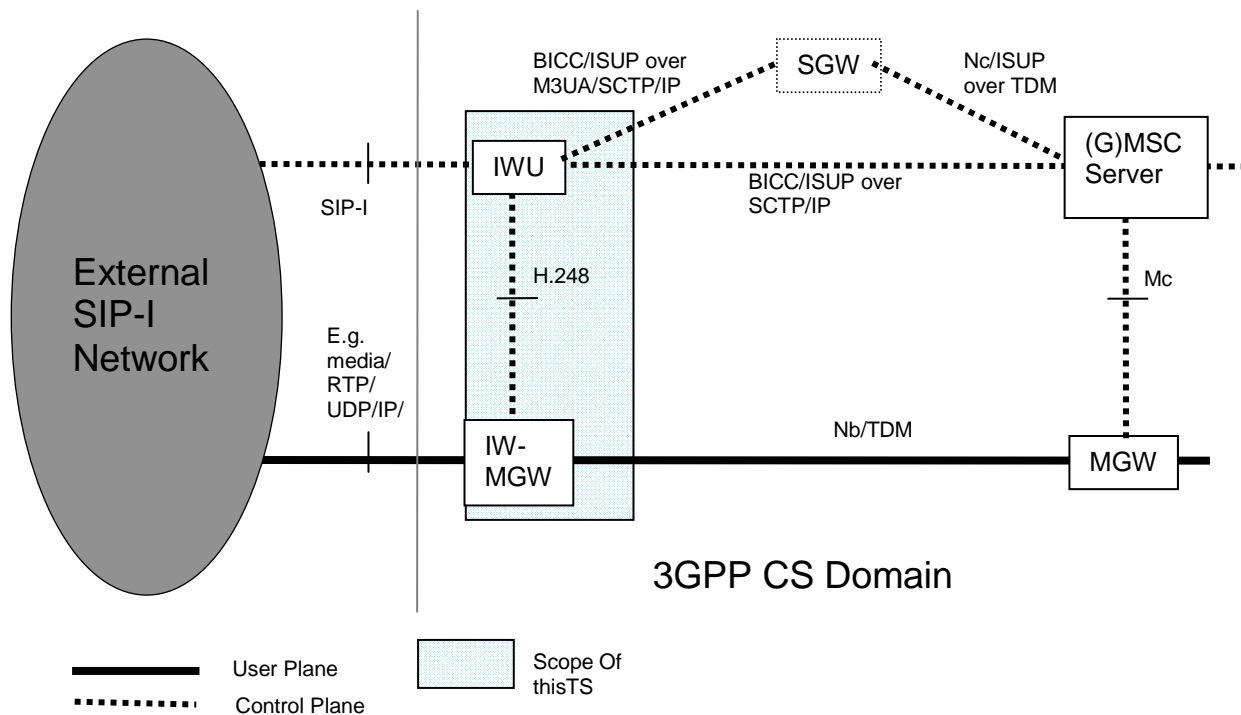 BICC/ISUP over
M3UA/SCTP/IP
SGW
Nc/ISUP
over TDM
IWU
(G)MSC
Server
SIP-I
BICC/ISUP over
SCTP/IP
External
SIP-I
Network
H.248
Mc
E.g.
media/
RTP/
UDP/IP/
IW-
MGW
Nb/TDM
MGW
3GPP CS Domain
User Plane
Control Plane
Scope Of
thisTS